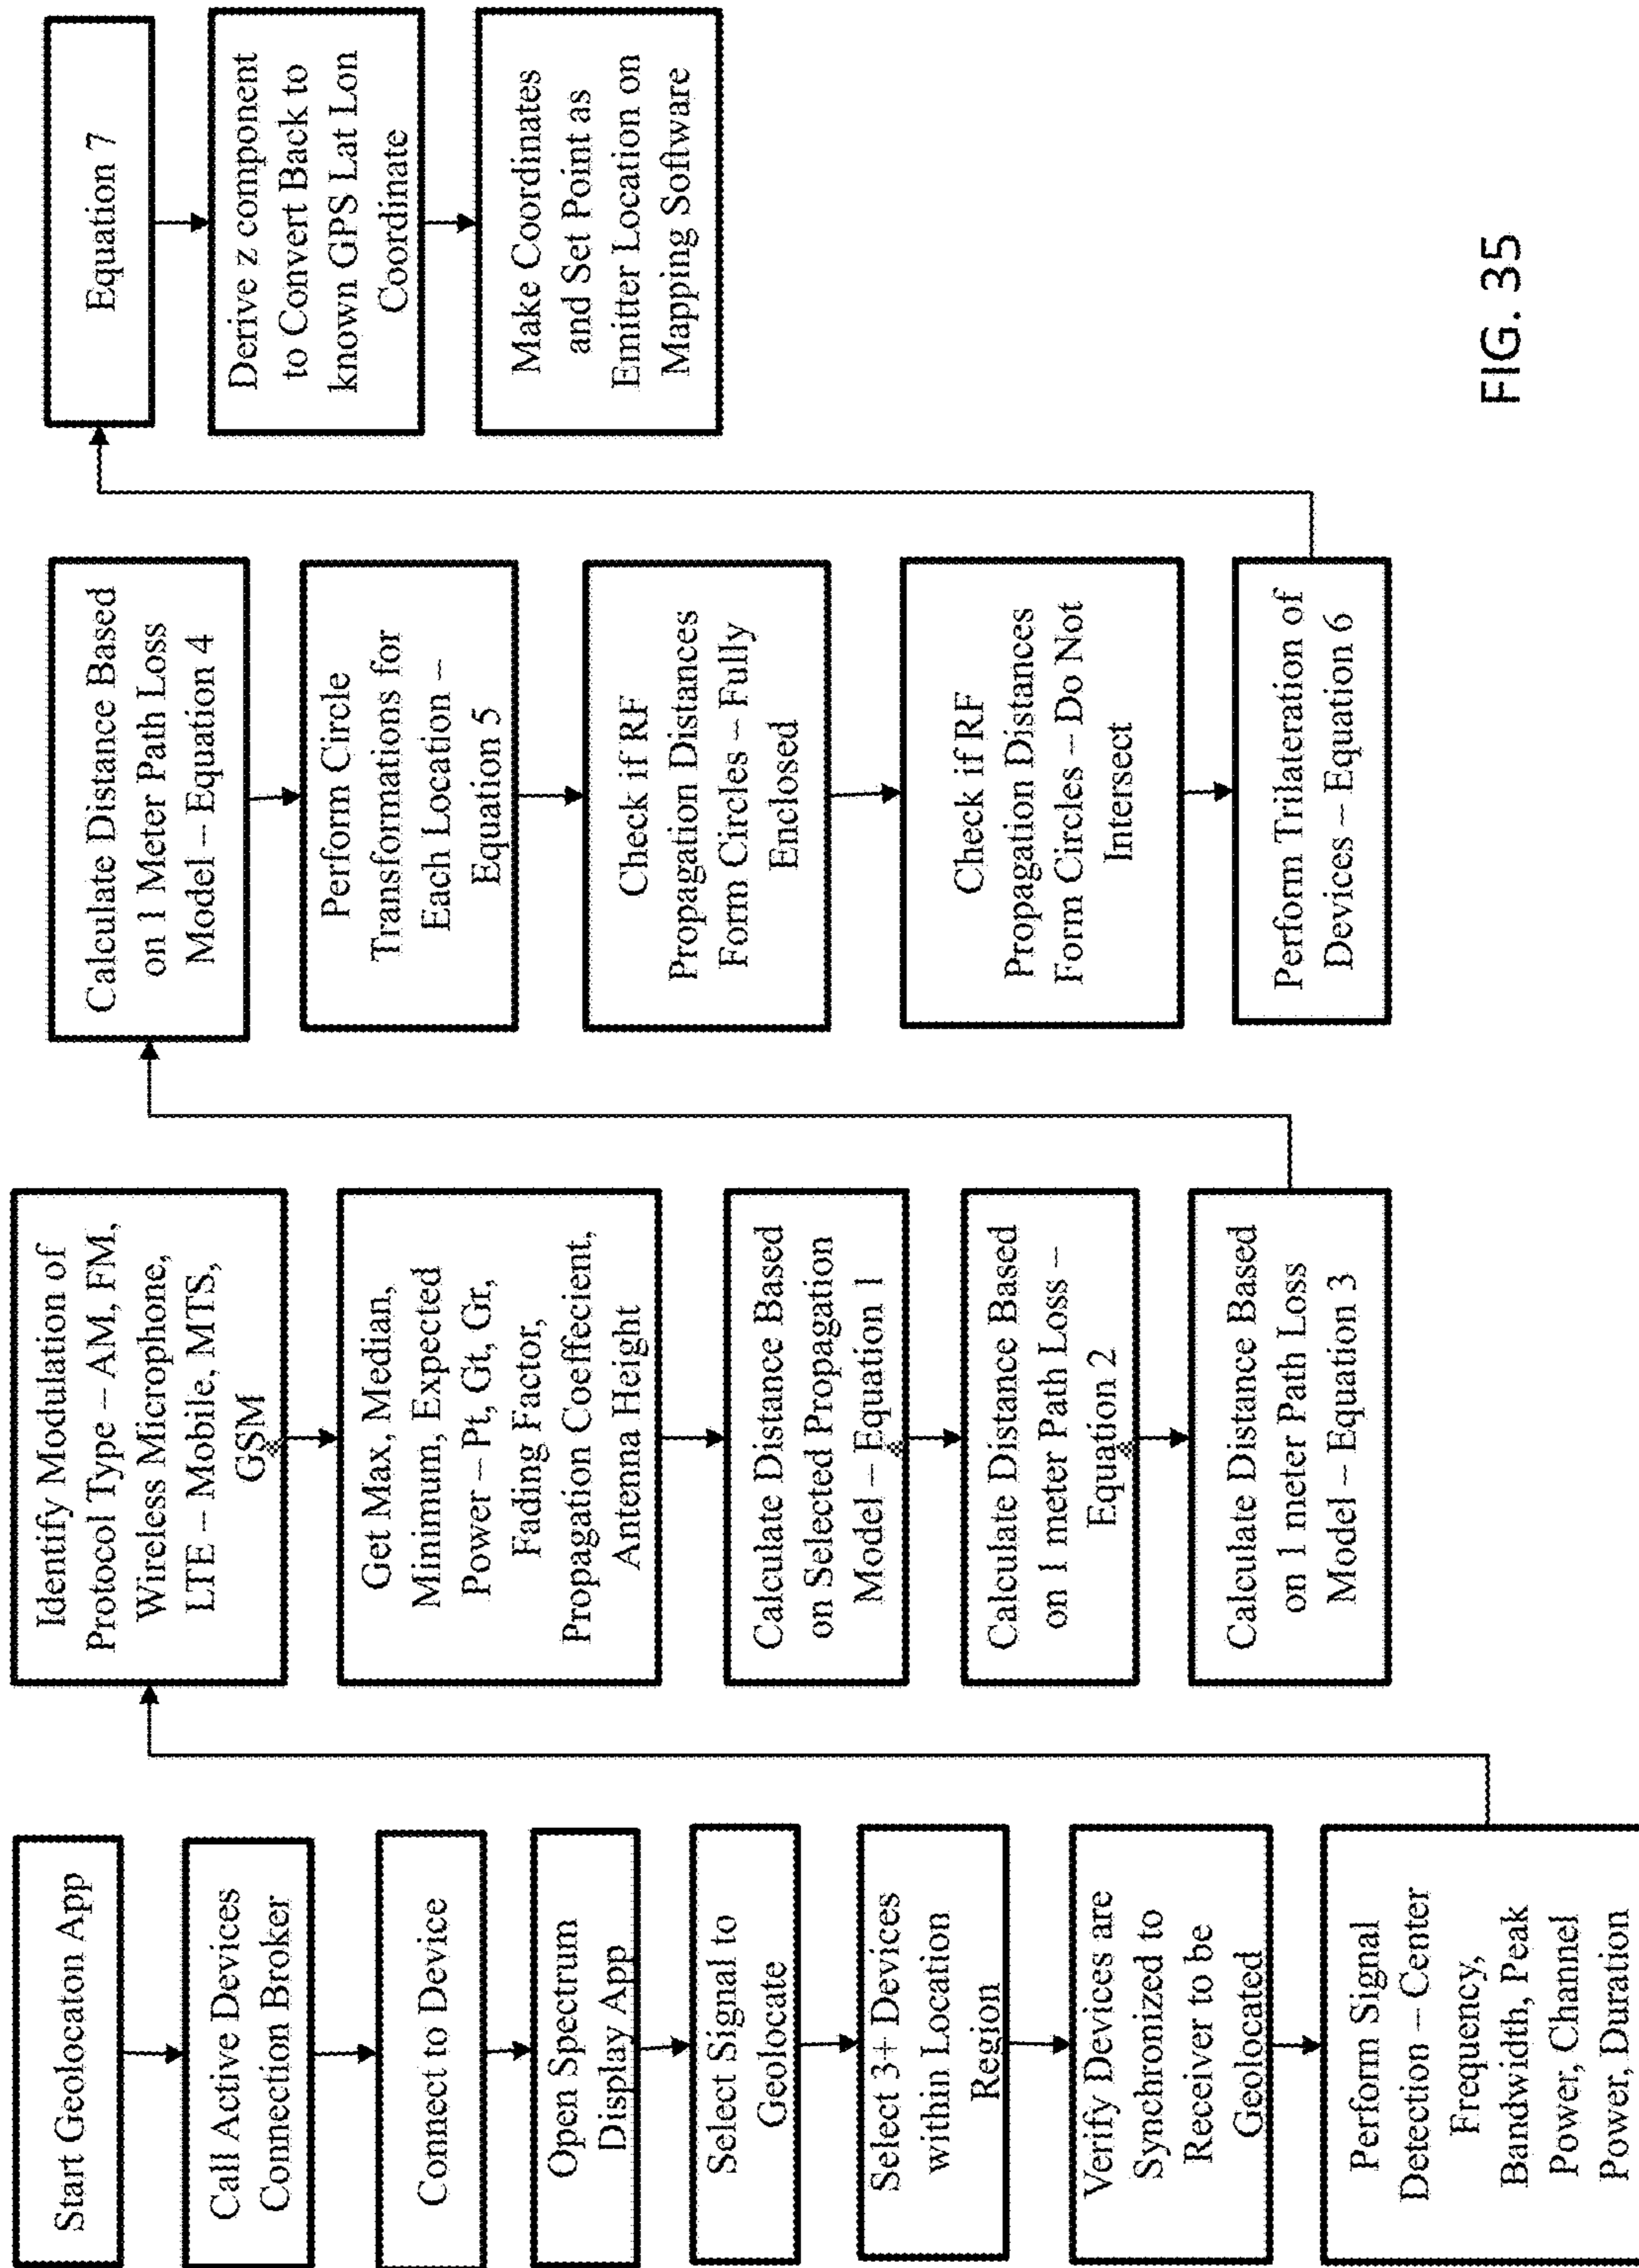 Start Geolocaton App
Call Active Devices
Connection Broker
Connect to Device
Open Spectrum
Display App
Select Signal to
Geolocate
Select 3+ Devices
within Location
Region
Verify Devices are
Synchronized to
Receiver to be
Geolocated
Perform Signal
Detection – Center
Frequency,
Bandwidth, Peak
Power, Channel
Power, Duration
Identify Modulation of
Protocol Type – AM, FM,
Wireless Microphone,
LTE – Mobile, MTS,
GSM
Get Max, Median,
Minimum, Expected
Power – Pt, Gt, Gr,
Fading Factor,
Propagation Coeffecient,
Antenna Height
Calculate Distance Based
on Selected Propagation
Model – Equation 1
Calculate Distance Based
on 1 meter Path Loss –
Equation 2
Calculate Distance Based
on 1 meter Path Loss
Model – Equation 3
Calculate Distance Based
on 1 Meter Path Loss
Model – Equation 4
Perform Circle
Transformations for
Each Location –
Equation 5
Check if RF
Propagation Distances
Form Circles – Fully
Enclosed
Check if RF
Propagation Distances
Form Circles – Do Not
Intersect
Perform Trilateration of
Devices – Equation 6
Equation 7
Derive z component
to Convert Back to
known GPS Lat Lon
Coordinate
Make Coordinates
and Set Point as
Emitter Location on
Mapping Software
FIG. 35